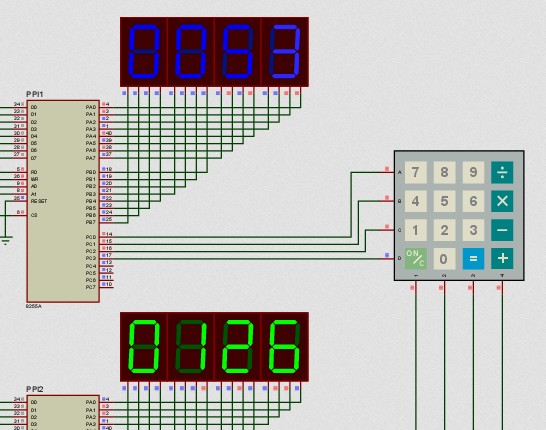 0053
PPI1
34 D0 PA0 4
33 D1 PA1 3
32 D2 PA2 2
31 D3 PA3 1
30 D4 PA4 40
29 D5 PA5 39
28 D6 PA6 38
27 D7 PA7 37
5 RD PB0 18
36 WR PB1 19
9 A0 PB2 20
8 A1 PB3 21
35 RESET PB4 22
PB5 23
6 CS PB6 24
PB7 25
PC0 14
PC1 15
PC2 16
PC3 17
PC4 13
PC5 12
PC6 11
PC7 10
8255A
A 7 8 9 ÷
B 4 5 6 ×
C 1 2 3 −
D ON/C 0 = +
1 2 3 4
0126
PPI2
34 D0 PA0 4
33 D1 PA1 3
32 D2 PA2 2
31 D3 PA3 1